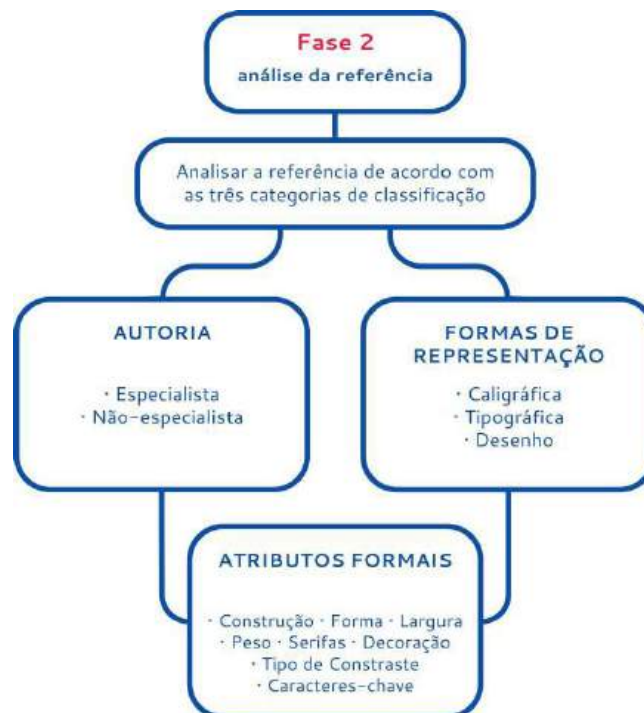 Fase 2
análise da referência
Analisar a referência de acordo com
as três categorias de classificação
AUTORIA
· Especialista
· Não-especialista
FORMAS DE
REPRESENTAÇÃO
· Caligráfica
· Tipográfica
· Desenho
ATRIBUTOS FORMAIS
· Construção · Forma · Largura
· Peso · Serifas · Decoração
· Tipo de Constraste
· Caracteres-chave